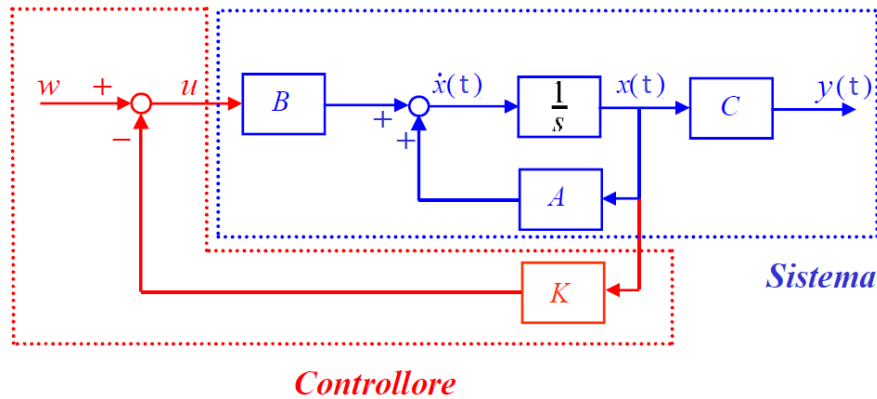 w + u B ẋ(t) 1/s x(t) C y(t)
− + +
A
K
Sistema
Controllore